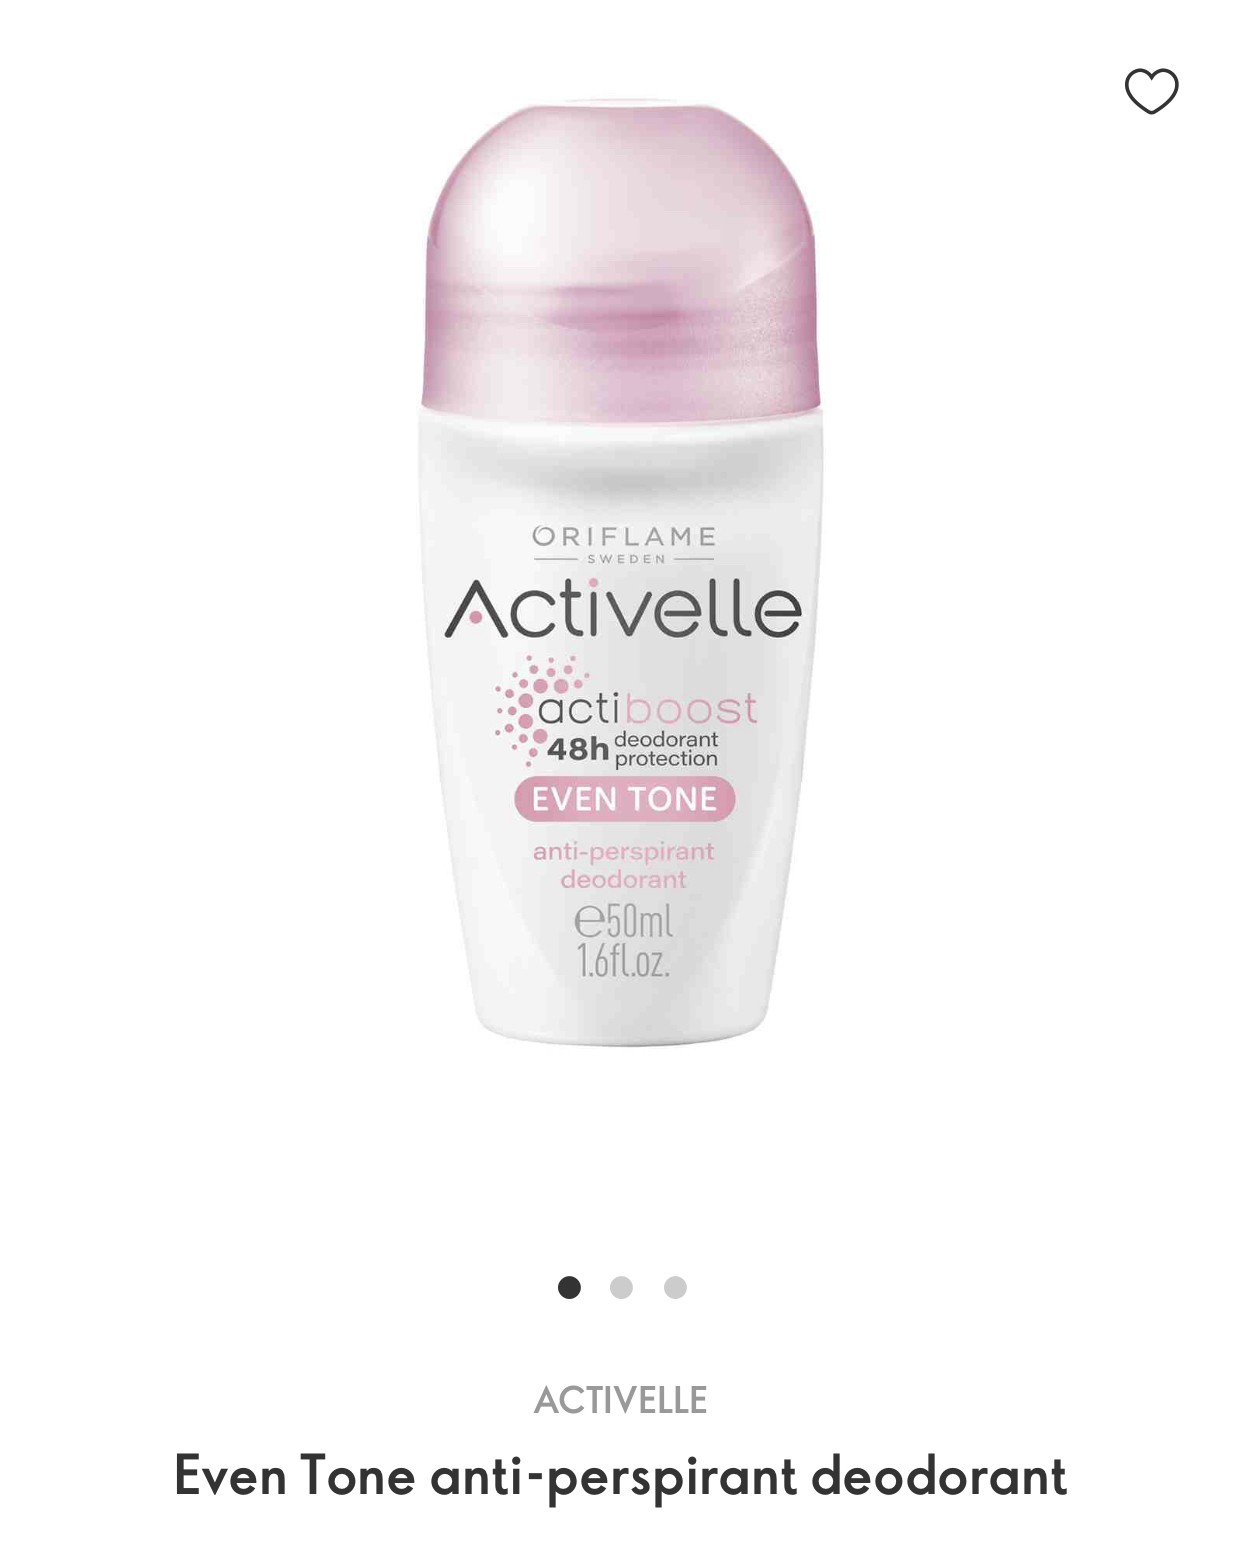 ORIFLAME
SWEDEN
Activelle
actiboost
48h deodorant
protection
EVEN TONE
anti-perspirant
deodorant
℮50ml
1.6fl.oz.
ACTIVELLE
Even Tone anti-perspirant deodorant